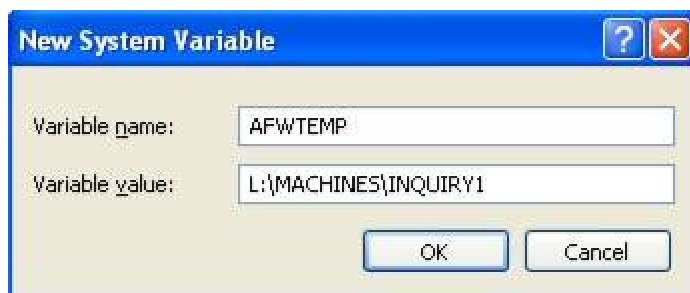 New System Variable
Variable name: AFWTEMP
Variable value: L:\MACHINES\INQUIRY1
OK Cancel